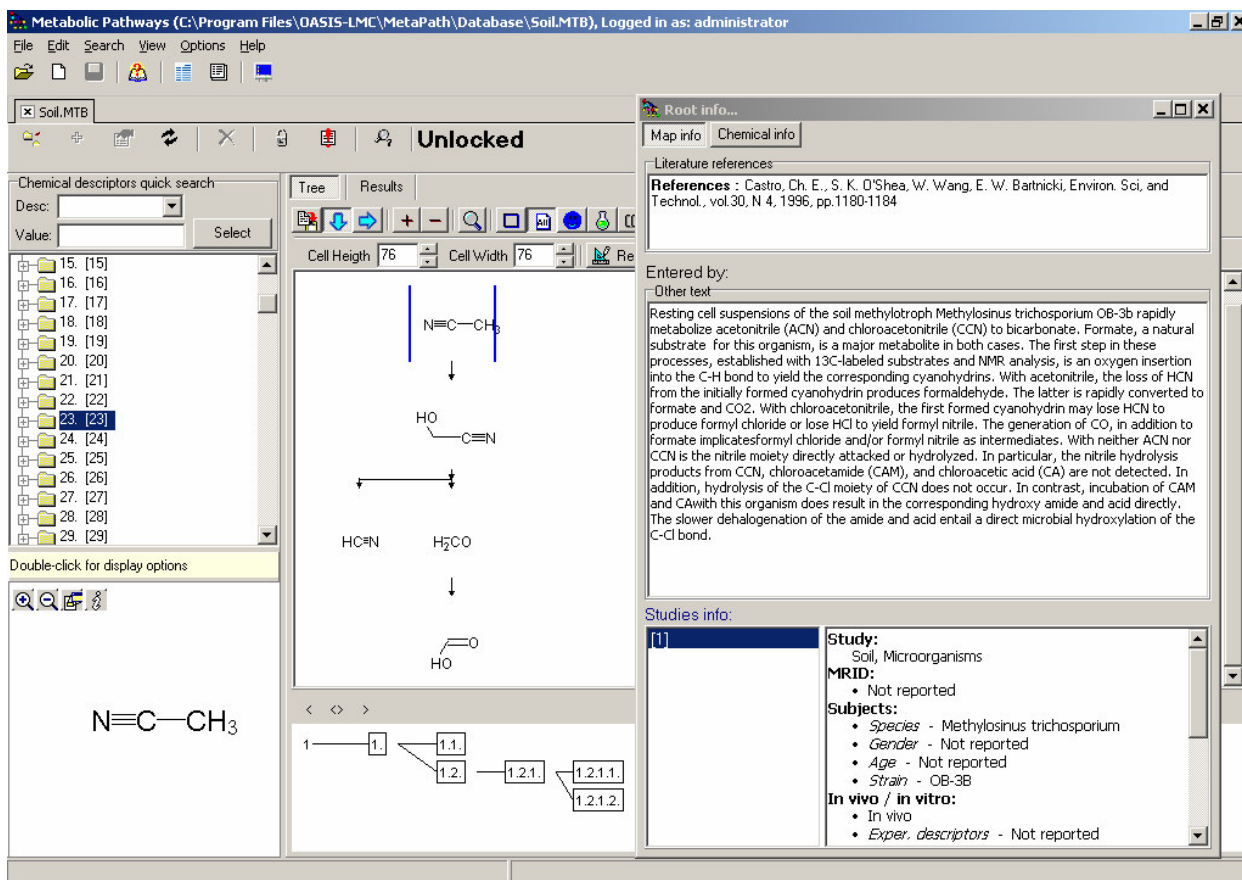 Metabolic Pathways (C:\Program Files\OASIS-LMC\MetaPath\Database\Soil.MTB), Logged in as: administrator
File Edit Search View Options Help
Soil.MTB
Unlocked
Chemical descriptors quick search
Desc:
Value:
Select
15. [15]
16. [16]
17. [17]
18. [18]
19. [19]
20. [20]
21. [21]
22. [22]
23. [23]
24. [24]
25. [25]
26. [26]
27. [27]
28. [28]
29. [29]
Double-click for display options
N≡C—CH3
Tree Results
All
Cell Heigth 76 Cell Width 76 Re
N≡C—CH3
HO
C≡N
HC≡N H2CO
O
HO
< <> >
1 1. 1.1.
1.2. 1.2.1. 1.2.1.1.
1.2.1.2.
Root info...
Map info Chemical info
Literature references
References : Castro, Ch. E., S. K. O'Shea, W. Wang, E. W. Bartnicki, Environ. Sci, and
Technol., vol.30, N 4, 1996, pp.1180-1184
Entered by:
Other text
Resting cell suspensions of the soil methylotroph Methylosinus trichosporium OB-3b rapidly
metabolize acetonitrile (ACN) and chloroacetonitrile (CCN) to bicarbonate. Formate, a natural
substrate for this organism, is a major metabolite in both cases. The first step in these
processes, established with 13C-labeled substrates and NMR analysis, is an oxygen insertion
into the C-H bond to yield the corresponding cyanohydrins. With acetonitrile, the loss of HCN
from the initially formed cyanohydrin produces formaldehyde. The latter is rapidly converted to
formate and CO2. With chloroacetonitrile, the first formed cyanohydrin may lose HCN to
produce formyl chloride or lose HCl to yield formyl nitrile. The generation of CO, in addition to
formate implicatesformyl chloride and/or formyl nitrile as intermediates. With neither ACN nor
CCN is the nitrile moiety directly attacked or hydrolyzed. In particular, the nitrile hydrolysis
products from CCN, chloroacetamide (CAM), and chloroacetic acid (CA) are not detected. In
addition, hydrolysis of the C-Cl moiety of CCN does not occur. In contrast, incubation of CAM
and CAwith this organism does result in the corresponding hydroxy amide and acid directly.
The slower dehalogenation of the amide and acid entail a direct microbial hydroxylation of the
C-Cl bond.
Studies info:
[1]
Study:
Soil, Microorganisms
MRID:
• Not reported
Subjects:
• Species - Methylosinus trichosporium
• Gender - Not reported
• Age - Not reported
• Strain - OB-3B
In vivo / in vitro:
• In vivo
• Exper. descriptors - Not reported